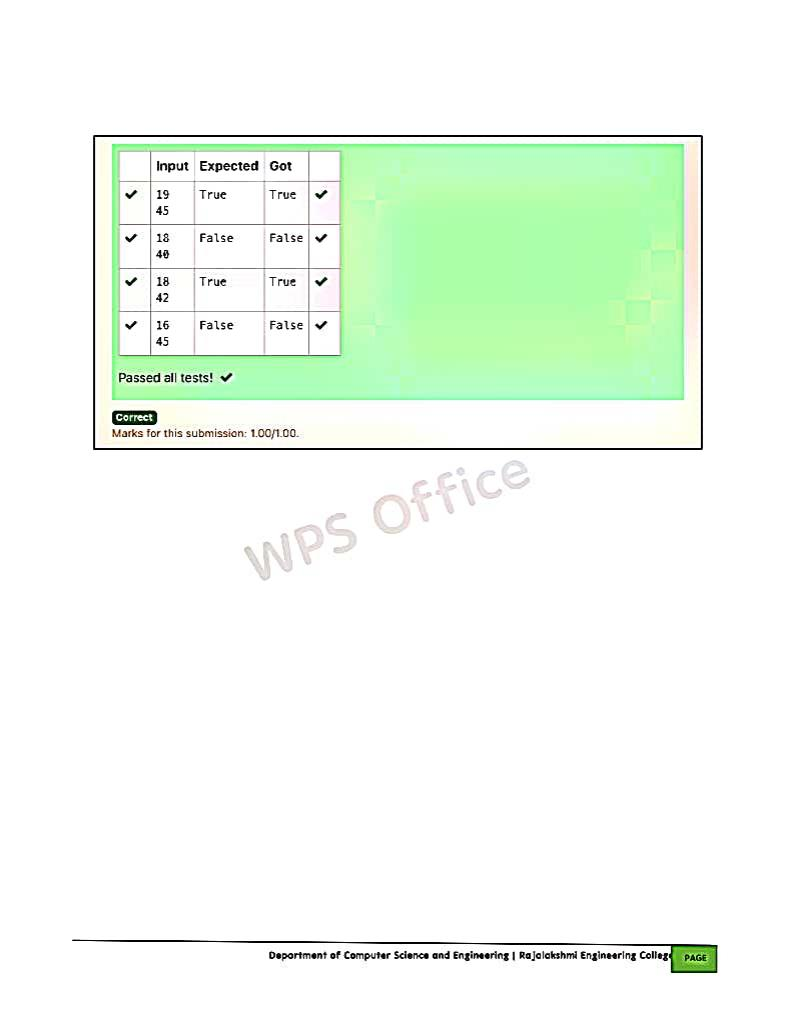 Input Expected Got
19 True True
45
18 False False
40
18 True True
42
16 False False
45
Passed all tests!
Correct
Marks for this submission: 1.00/1.00.
WPS Office
Department of Computer Science and Engineering | Rajalakshmi Engineering College
PAGE